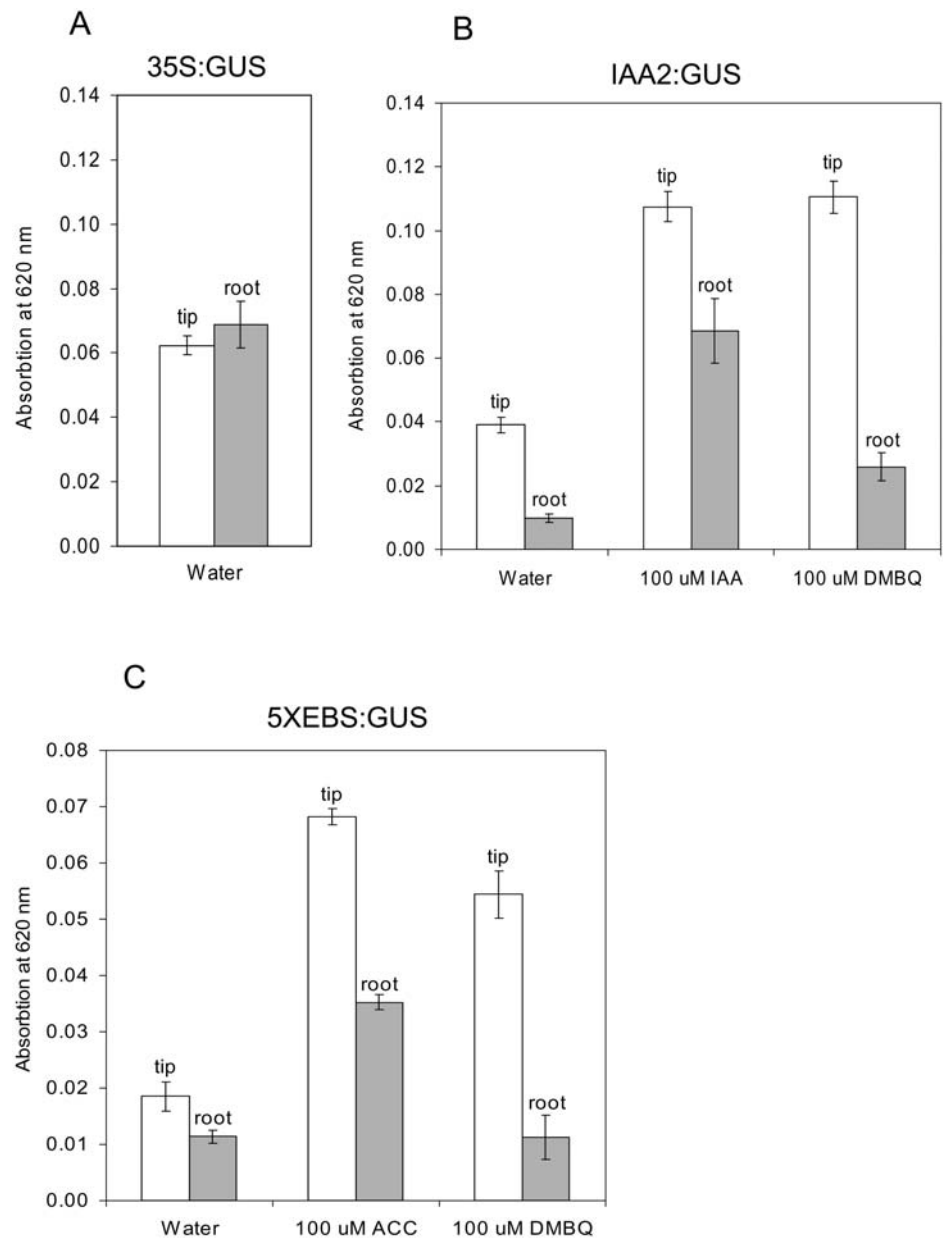 A
35S:GUS
0.14
0.12
0.10
0.08
0.06
0.04
0.02
0.00
Absorbtion at 620 nm
tip
root
Water
B
IAA2:GUS
0.14
0.12
0.10
0.08
0.06
0.04
0.02
0.00
Absorbtion at 620 nm
tip
root
tip
root
tip
root
Water
100 uM IAA
100 uM DMBQ
C
5XEBS:GUS
0.08
0.07
0.06
0.05
0.04
0.03
0.02
0.01
0.00
Absorbtion at 620 nm
tip
root
tip
root
tip
root
Water
100 uM ACC
100 uM DMBQ